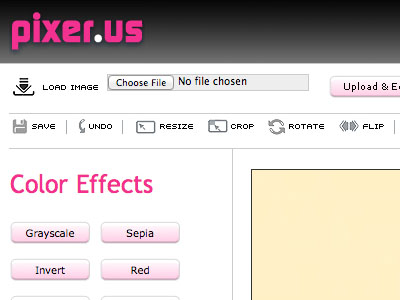 pixer.us
LOAD IMAGE Choose File No file chosen Upload &
SAVE UNDO RESIZE CROP ROTATE FLIP
Color Effects
Grayscale Sepia
Invert Red